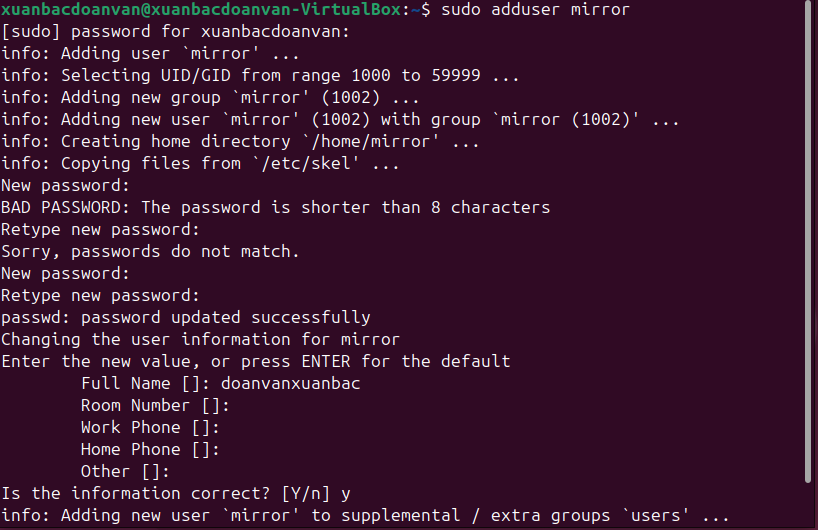 xuanbacdoanvan@xuanbacdoanvan-VirtualBox:~$ sudo adduser mirror
[sudo] password for xuanbacdoanvan:
info: Adding user `mirror' ...
info: Selecting UID/GID from range 1000 to 59999 ...
info: Adding new group `mirror' (1002) ...
info: Adding new user `mirror' (1002) with group `mirror (1002)' ...
info: Creating home directory `/home/mirror' ...
info: Copying files from `/etc/skel' ...
New password:
BAD PASSWORD: The password is shorter than 8 characters
Retype new password:
Sorry, passwords do not match.
New password:
Retype new password:
passwd: password updated successfully
Changing the user information for mirror
Enter the new value, or press ENTER for the default
        Full Name []: doanvanxuanbac
        Room Number []:
        Work Phone []:
        Home Phone []:
        Other []:
Is the information correct? [Y/n] y
info: Adding new user `mirror' to supplemental / extra groups `users' ...